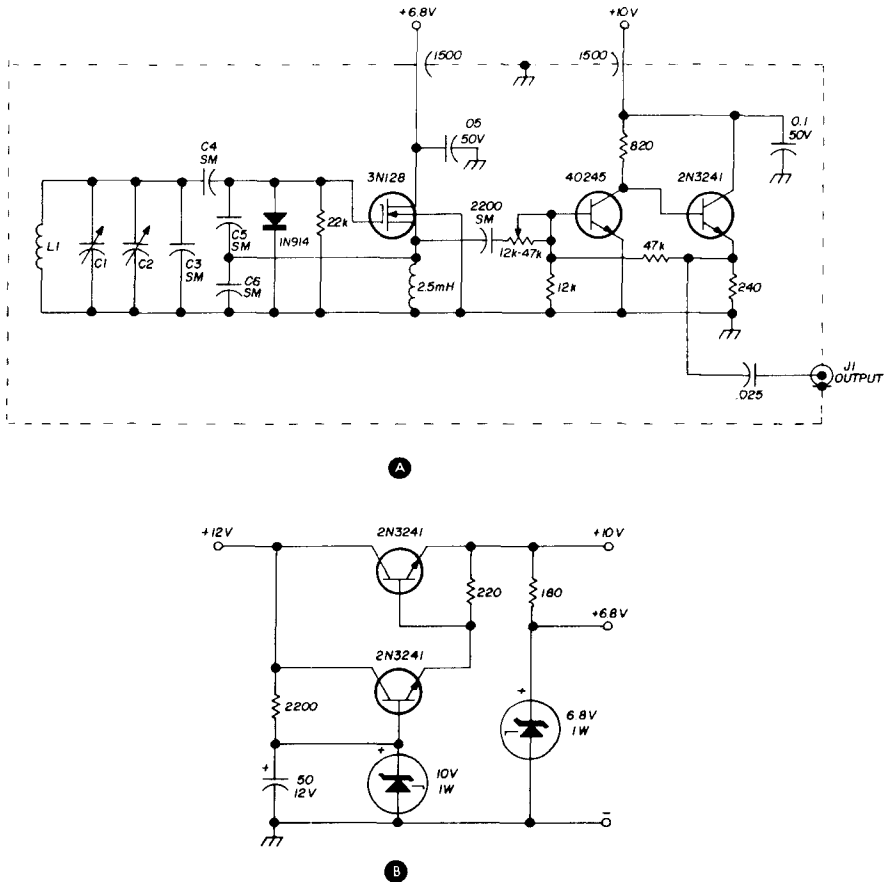 +6.8V
+10V
1500
1500
C4
SM
05
50V
0.1
50V
820
3N128
40245
2N3241
2200
SM
L1
C1
C2
C3
SM
C5
SM
1N914
22k
12k-47k
47k
C6
SM
2.5mH
12k
240
J1
OUTPUT
.025
A
+12V
2N3241
+10V
220
180
+6.8V
2N3241
2200
6.8V
1W
+
+
+
50
12V
10V
1W
−
B